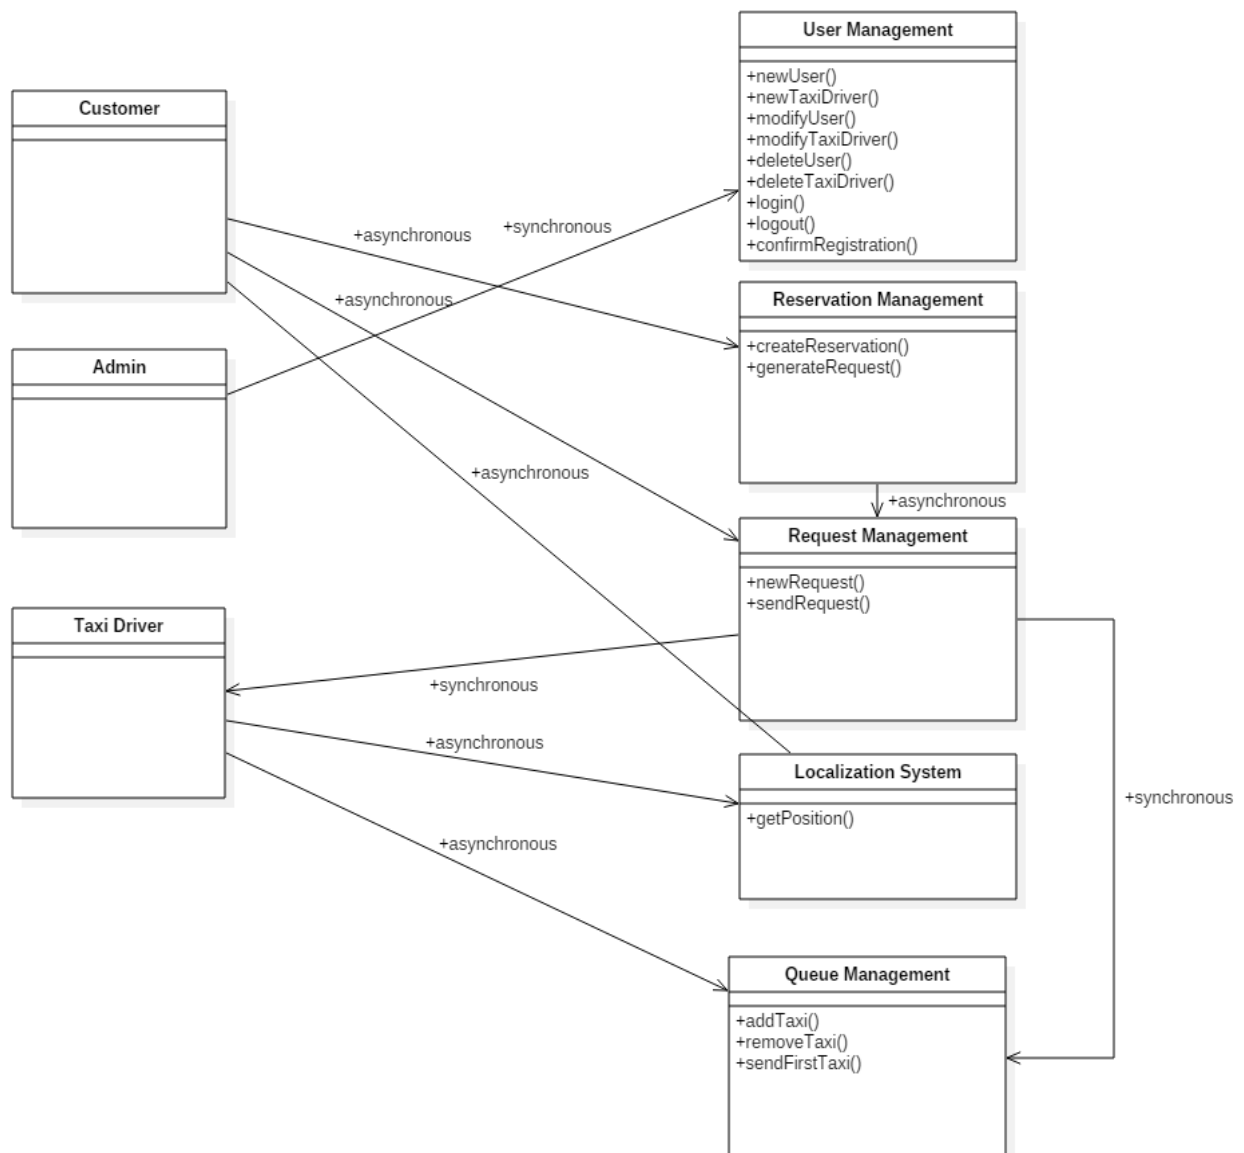 User Management
+newUser()
+newTaxiDriver()
+modifyUser()
+modifyTaxiDriver()
+deleteUser()
+deleteTaxiDriver()
+login()
+logout()
+confirmRegistration()
Customer
+synchronous
+asynchronous
+asynchronous
Reservation Management
+createReservation()
+generateRequest()
Admin
+asynchronous
+asynchronous
Request Management
+newRequest()
+sendRequest()
Taxi Driver
+synchronous
+asynchronous
Localization System
+getPosition()
+synchronous
+asynchronous
Queue Management
+addTaxi()
+removeTaxi()
+sendFirstTaxi()